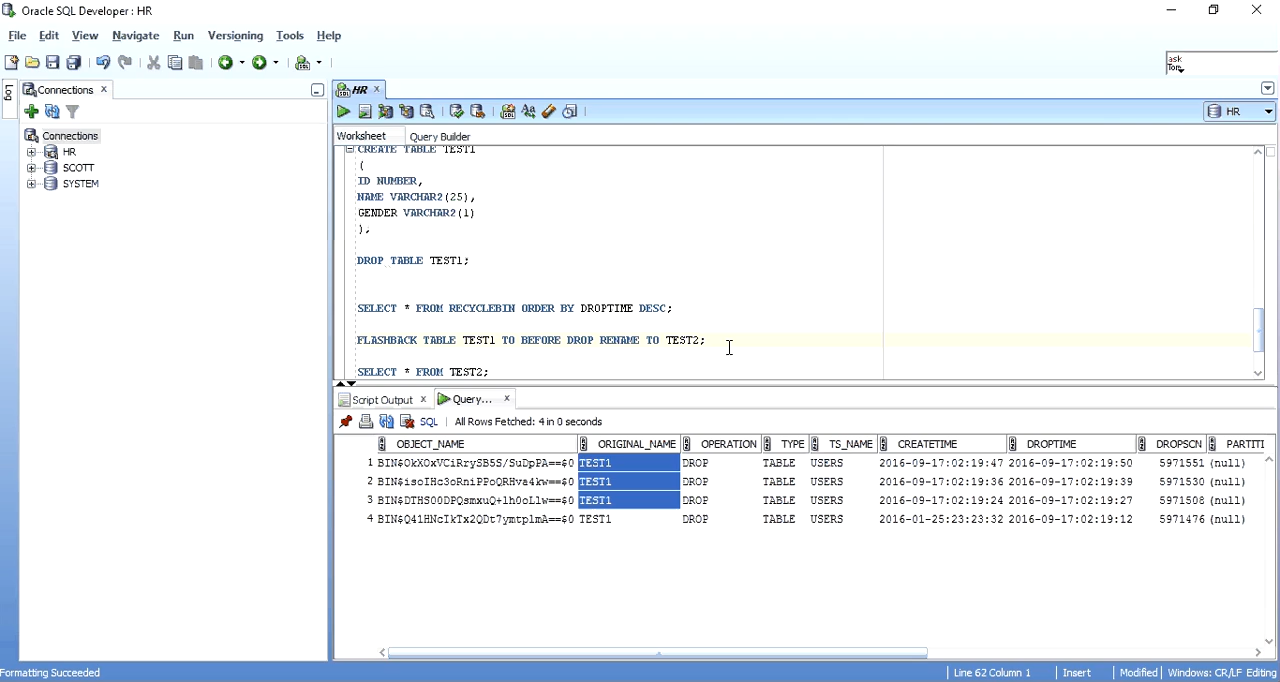 Oracle SQL Developer : HR
File Edit View Navigate Run Versioning Tools Help
ask
Tom
Log
Connections
HR
HR
Worksheet Query Builder
Connections
HR
SCOTT
SYSTEM
CREATE TABLE TEST1
(
ID NUMBER,
NAME VARCHAR2(25),
GENDER VARCHAR2(1)
);
DROP TABLE TEST1;
SELECT * FROM RECYCLEBIN ORDER BY DROPTIME DESC;
FLASHBACK TABLE TEST1 TO BEFORE DROP RENAME TO TEST2;
SELECT * FROM TEST2;
Script Output Query...
SQL All Rows Fetched: 4 in 0 seconds
OBJECT_NAME ORIGINAL_NAME OPERATION TYPE TS_NAME CREATETIME DROPTIME DROPSCN PARTITI
1 BIN$OkXOxVCiRrySB5S/SuDpPA==$0 TEST1 DROP TABLE USERS 2016-09-17:02:19:47 2016-09-17:02:19:50 5971551 (null)
2 BIN$isoIHc3oRniPPoQRHva4kw==$0 TEST1 DROP TABLE USERS 2016-09-17:02:19:36 2016-09-17:02:19:39 5971530 (null)
3 BIN$DTHS00DPQsmxuQ+lh0oLlw==$0 TEST1 DROP TABLE USERS 2016-09-17:02:19:24 2016-09-17:02:19:27 5971508 (null)
4 BIN$Q41HNcIkTx2QDt7ymtplmA==$0 TEST1 DROP TABLE USERS 2016-01-25:23:23:32 2016-09-17:02:19:12 5971476 (null)
Formatting Succeeded Line 62 Column 1 Insert Modified Windows: CR/LF Editing